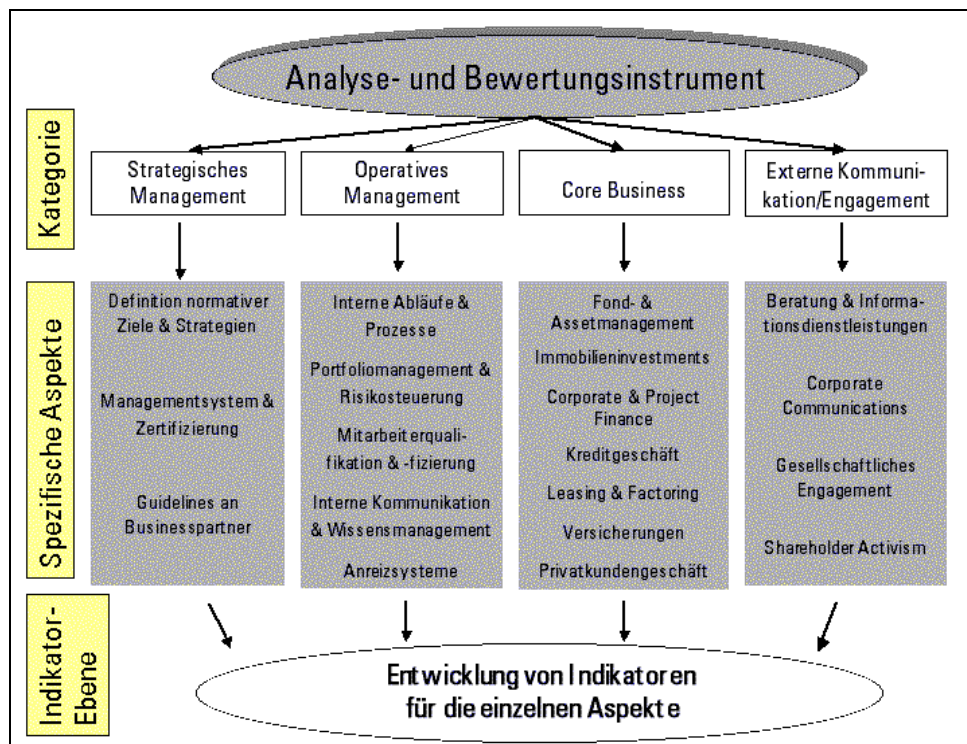 Analyse- und Bewertungsinstrument
Kategorie
Strategisches
Management
Operatives
Management
Core Business
Externe Kommuni-
kation/Engagement
Spezifische Aspekte
Definition normativer
Ziele & Strategien
Managementsystem &
Zertifizierung
Guidelines an
Businesspartner
Interne Abläufe &
Prozesse
Portfoliomanagement &
Risikosteuerung
Mitarbeiterquali-
fifikation & -fizierung
Interne Kommunikation
& Wissensmanagement
Anreizsysteme
Fond- &
Assetmanagement
Immobilieninvestments
Corporate & Project
Finance
Kreditgeschäft
Leasing & Factoring
Versicherungen
Privatkundengeschäft
Beratung & Informa-
tionsdienstleistungen
Corporate
Communications
Gesellschaftliches
Engagement
Shareholder Activism
Indikator-
Ebene
Entwicklung von Indikatoren
für die einzelnen Aspekte